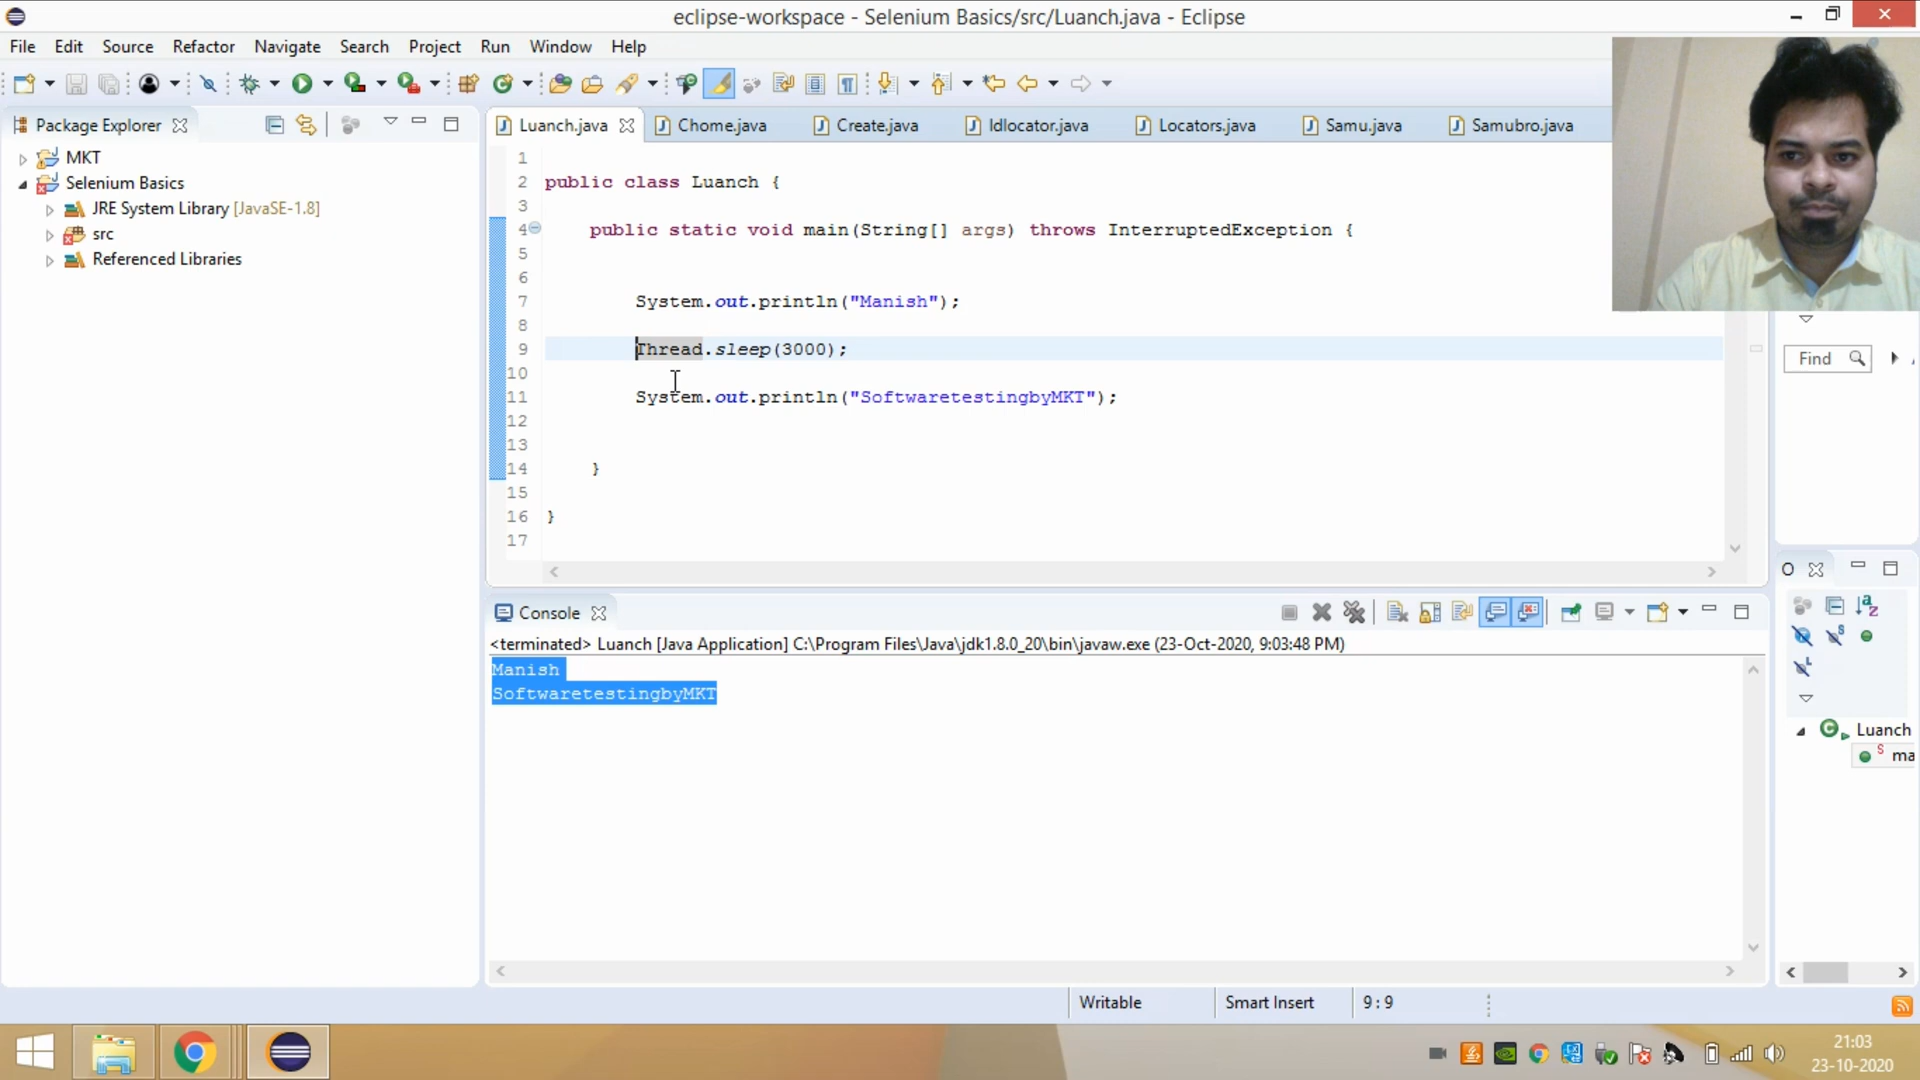 eclipse-workspace - Selenium Basics/src/Luanch.java - Eclipse
File Edit Source Refactor Navigate Search Project Run Window Help
Package Explorer
MKT
Selenium Basics
JRE System Library [JavaSE-1.8]
src
Referenced Libraries
Luanch.java Chome.java Create.java Idlocator.java Locators.java Samu.java Samubro.java
1
2 public class Luanch {
3
4 public static void main(String[] args) throws InterruptedException {
5
6
7 System.out.println("Manish");
8
9 Thread.sleep(3000);
10
11 System.out.println("SoftwaretestingbyMKT");
12
13
14 }
15
16 }
17
Find
O
Luanch
ma
Console
<terminated> Luanch [Java Application] C:\Program Files\Java\jdk1.8.0_20\bin\javaw.exe (23-Oct-2020, 9:03:48 PM)
Manish
SoftwaretestingbyMKT
Writable Smart Insert 9 : 9
21:03
23-10-2020